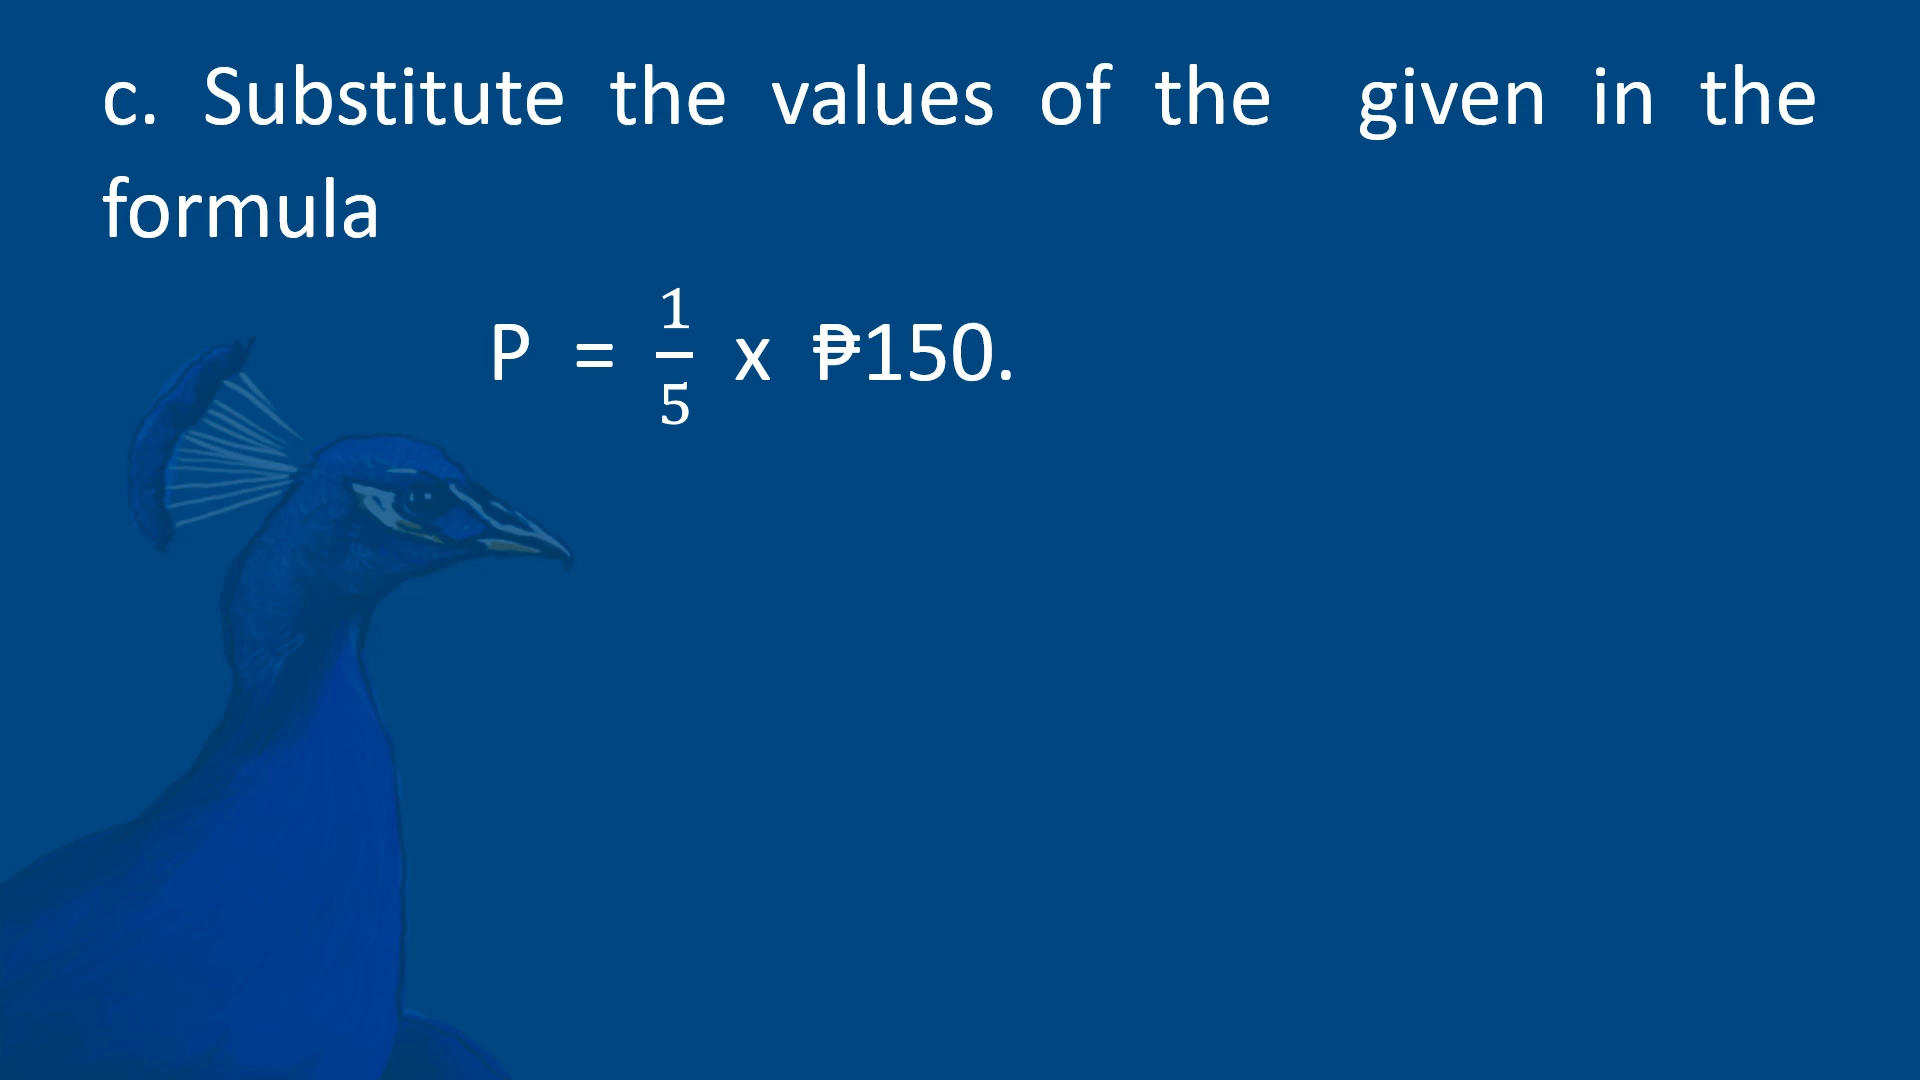 c. Substitute the values of the given in the
formula
P = 1/5 x ₱150.